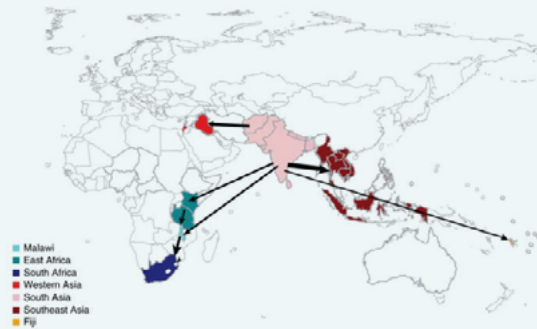 Malawi
East Africa
South Africa
Western Asia
South Asia
Southeast Asia
Fiji